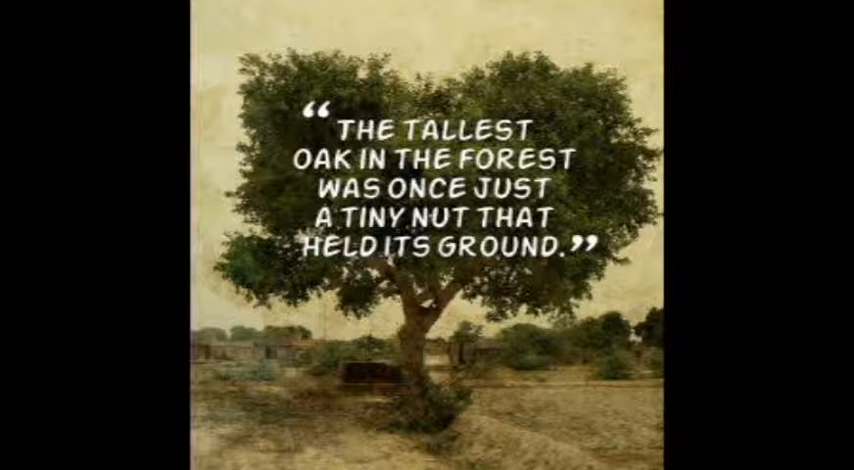 “THE TALLEST
OAK IN THE FOREST
WAS ONCE JUST
A TINY NUT THAT
HELD ITS GROUND.”